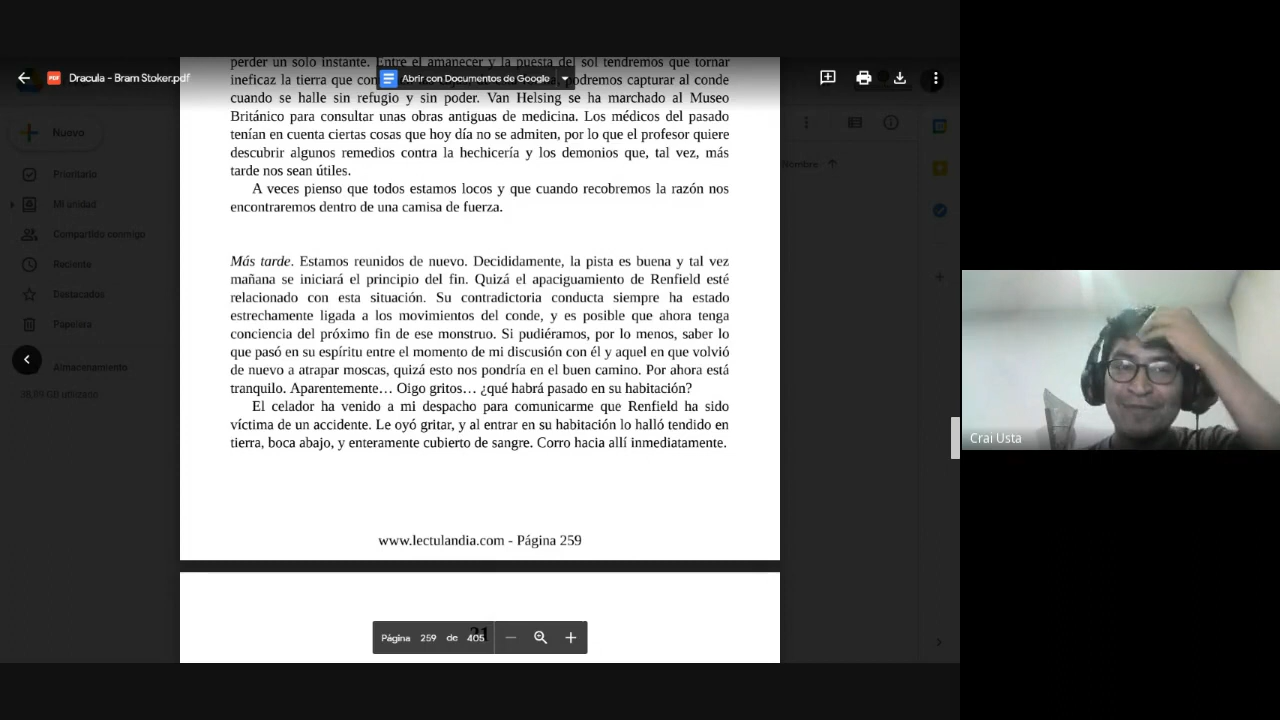 Dracula - Bram Stoker.pdf
Abrir con Documentos de Google
Nuevo
Prioritario
Mi unidad
Compartido conmigo
Reciente
Destacados
Papelera
Almacenamiento
Nombre
perder un solo instante. Entre el amanecer y la puesta del sol tendremos que tornar
ineficaz la tierra que con podremos capturar al conde
cuando se halle sin refugio y sin poder. Van Helsing se ha marchado al Museo
Británico para consultar unas obras antiguas de medicina. Los médicos del pasado
tenían en cuenta ciertas cosas que hoy día no se admiten, por lo que el profesor quiere
descubrir algunos remedios contra la hechicería y los demonios que, tal vez, más
tarde nos sean útiles.
A veces pienso que todos estamos locos y que cuando recobremos la razón nos
encontraremos dentro de una camisa de fuerza.
Más tarde. Estamos reunidos de nuevo. Decididamente, la pista es buena y tal vez
mañana se iniciará el principio del fin. Quizá el apaciguamiento de Renfield esté
relacionado con esta situación. Su contradictoria conducta siempre ha estado
estrechamente ligada a los movimientos del conde, y es posible que ahora tenga
conciencia del próximo fin de ese monstruo. Si pudiéramos, por lo menos, saber lo
que pasó en su espíritu entre el momento de mi discusión con él y aquel en que volvió
de nuevo a atrapar moscas, quizá esto nos pondría en el buen camino. Por ahora está
tranquilo. Aparentemente… Oigo gritos… ¿qué habrá pasado en su habitación?
El celador ha venido a mi despacho para comunicarme que Renfield ha sido
víctima de un accidente. Le oyó gritar, y al entrar en su habitación lo halló tendido en
tierra, boca abajo, y enteramente cubierto de sangre. Corro hacia allí inmediatamente.
www.lectulandia.com - Página 259
21
Página 259 de 405
Crai Usta